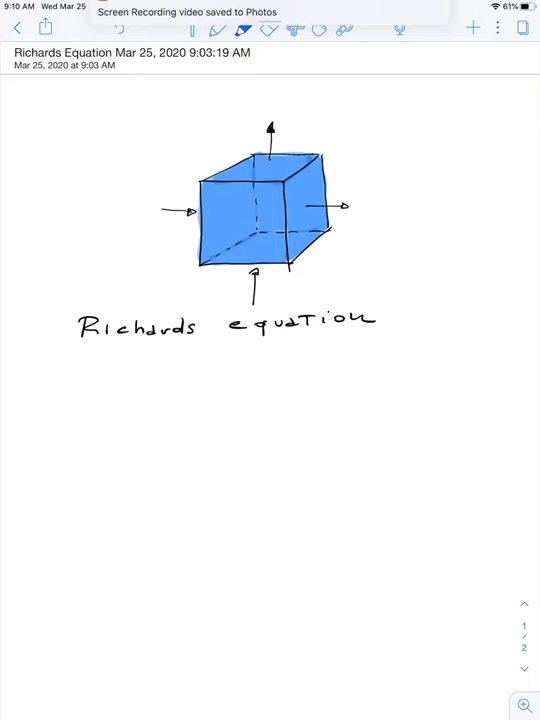 9:10 AM Wed Mar 25
Screen Recording video saved to Photos
61%
Richards Equation Mar 25, 2020 9:03:19 AM
Mar 25, 2020 at 9:03 AM
Richards equation
1
/
2